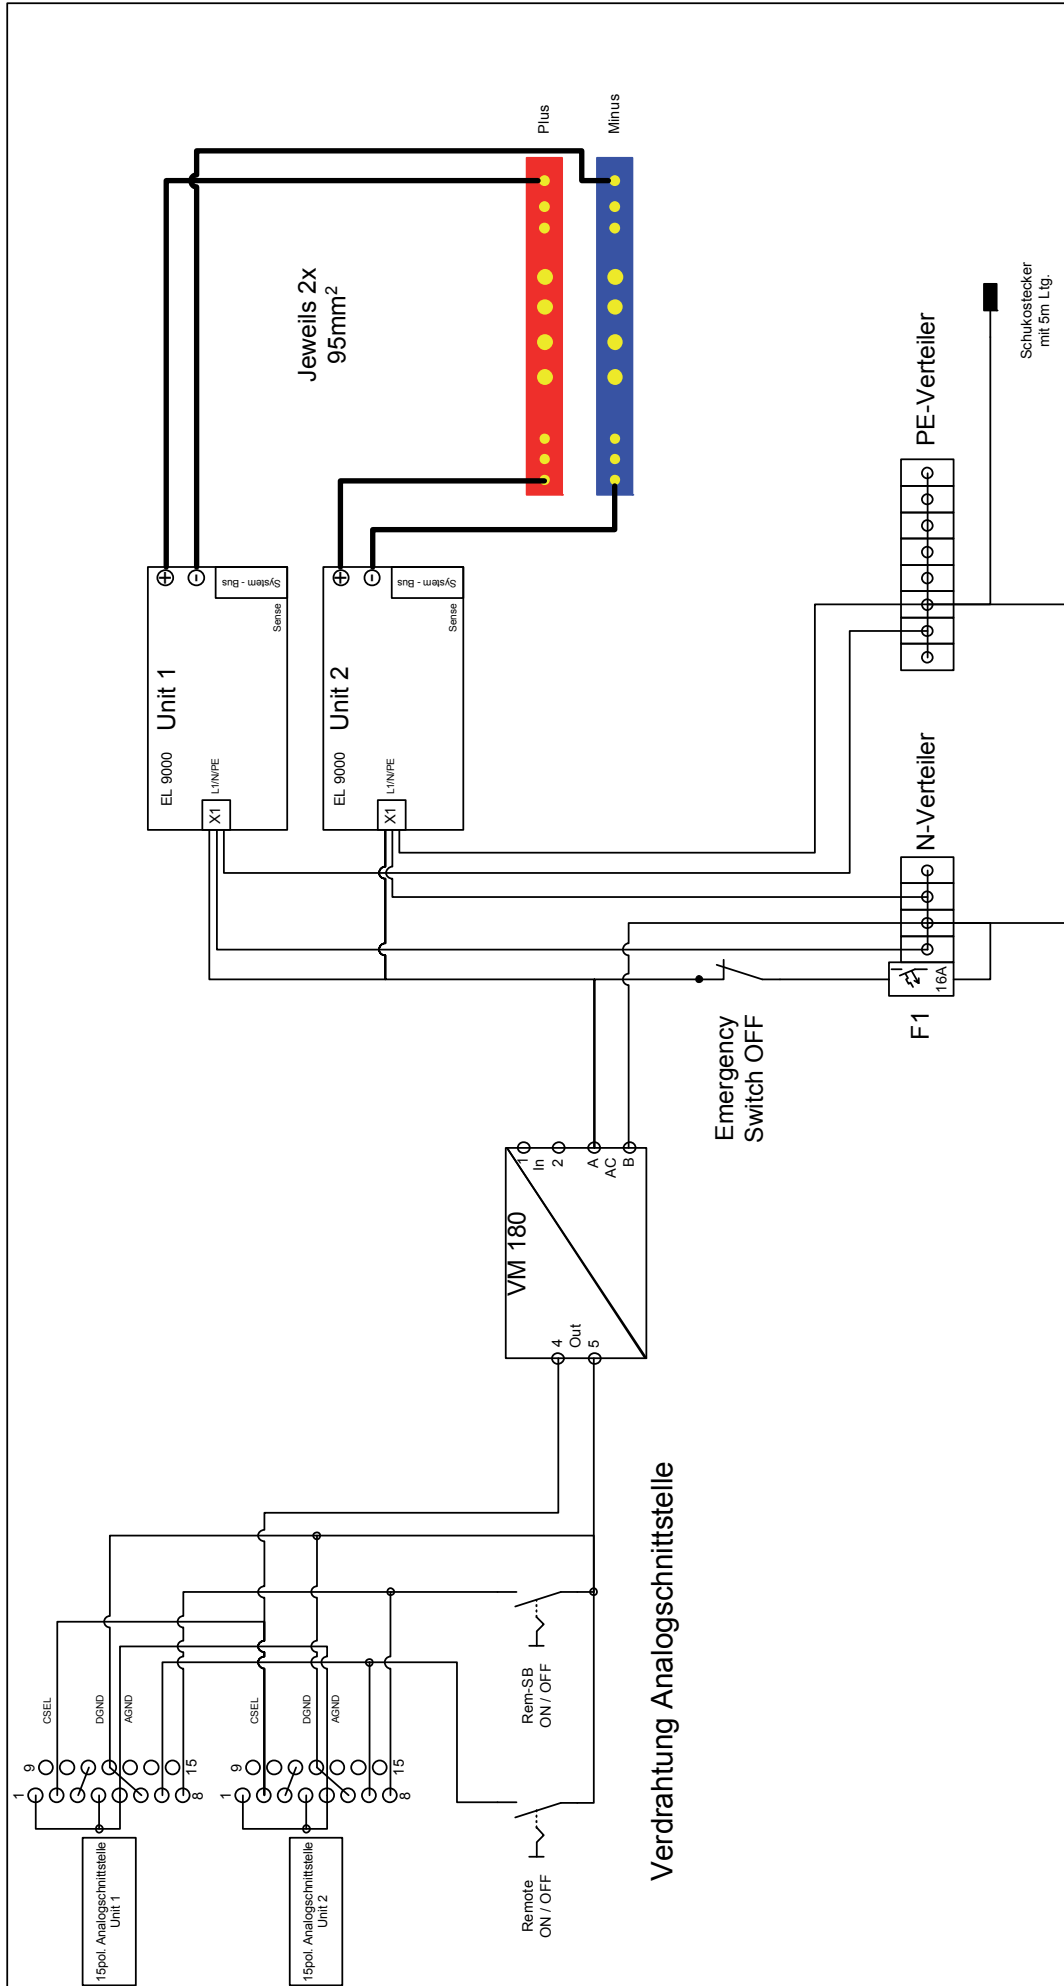 Plus
Minus
Jeweils 2x
95mm²
Schukostecker
mit 5m Ltg.
PE-Verteiler
+
-
System - Bus
Sense
Unit 1
EL 9000
X1
L1/N/PE
+
-
System - Bus
Sense
Unit 2
EL 9000
X1
L1/N/PE
N-Verteiler
16A
F1
Emergency
Switch OFF
VM 180
1
In
2
A
AC
B
4
Out
5
CSEL
DGND
AGND
9
15
1
8
15pol. Analogschnittstelle
Unit 1
CSEL
DGND
AGND
9
15
1
8
15pol. Analogschnittstelle
Unit 2
Rem-SB
ON / OFF
Remote
ON / OFF
Verdrahtung Analogschnittstelle